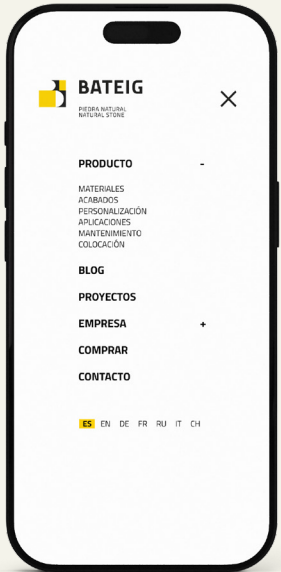 BATEIG
PIEDRA NATURAL
NATURAL STONE
PRODUCTO -
MATERIALES
ACABADOS
PERSONALIZACIÓN
APLICACIONES
MANTENIMIENTO
COLOCACIÓN
BLOG
PROYECTOS
EMPRESA +
COMPRAR
CONTACTO
ES EN DE FR RU IT CH